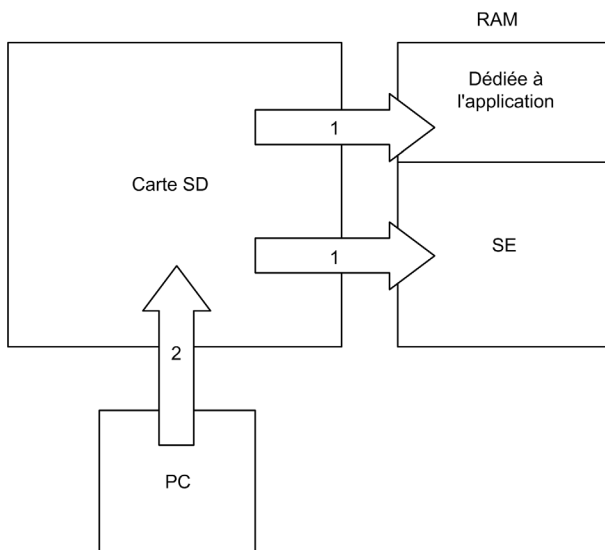 RAM
Dédiée à
l'application
1
Carte SD
1
SE
2
PC